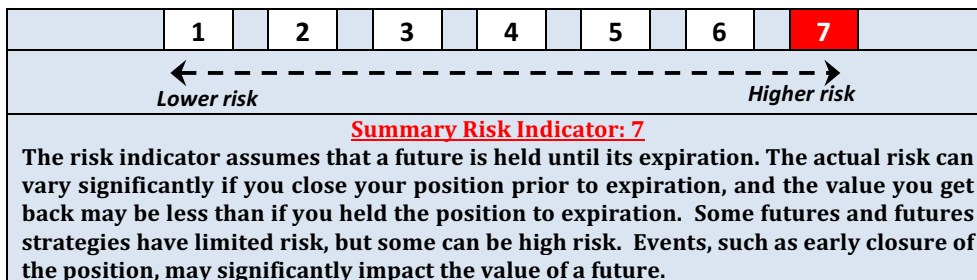 1 2 3 4 5 6 7
Lower risk Higher risk
Summary Risk Indicator: 7
The risk indicator assumes that a future is held until its expiration. The actual risk can
vary significantly if you close your position prior to expiration, and the value you get
back may be less than if you held the position to expiration.  Some futures and futures
strategies have limited risk, but some can be high risk.  Events, such as early closure of
the position, may significantly impact the value of a future.